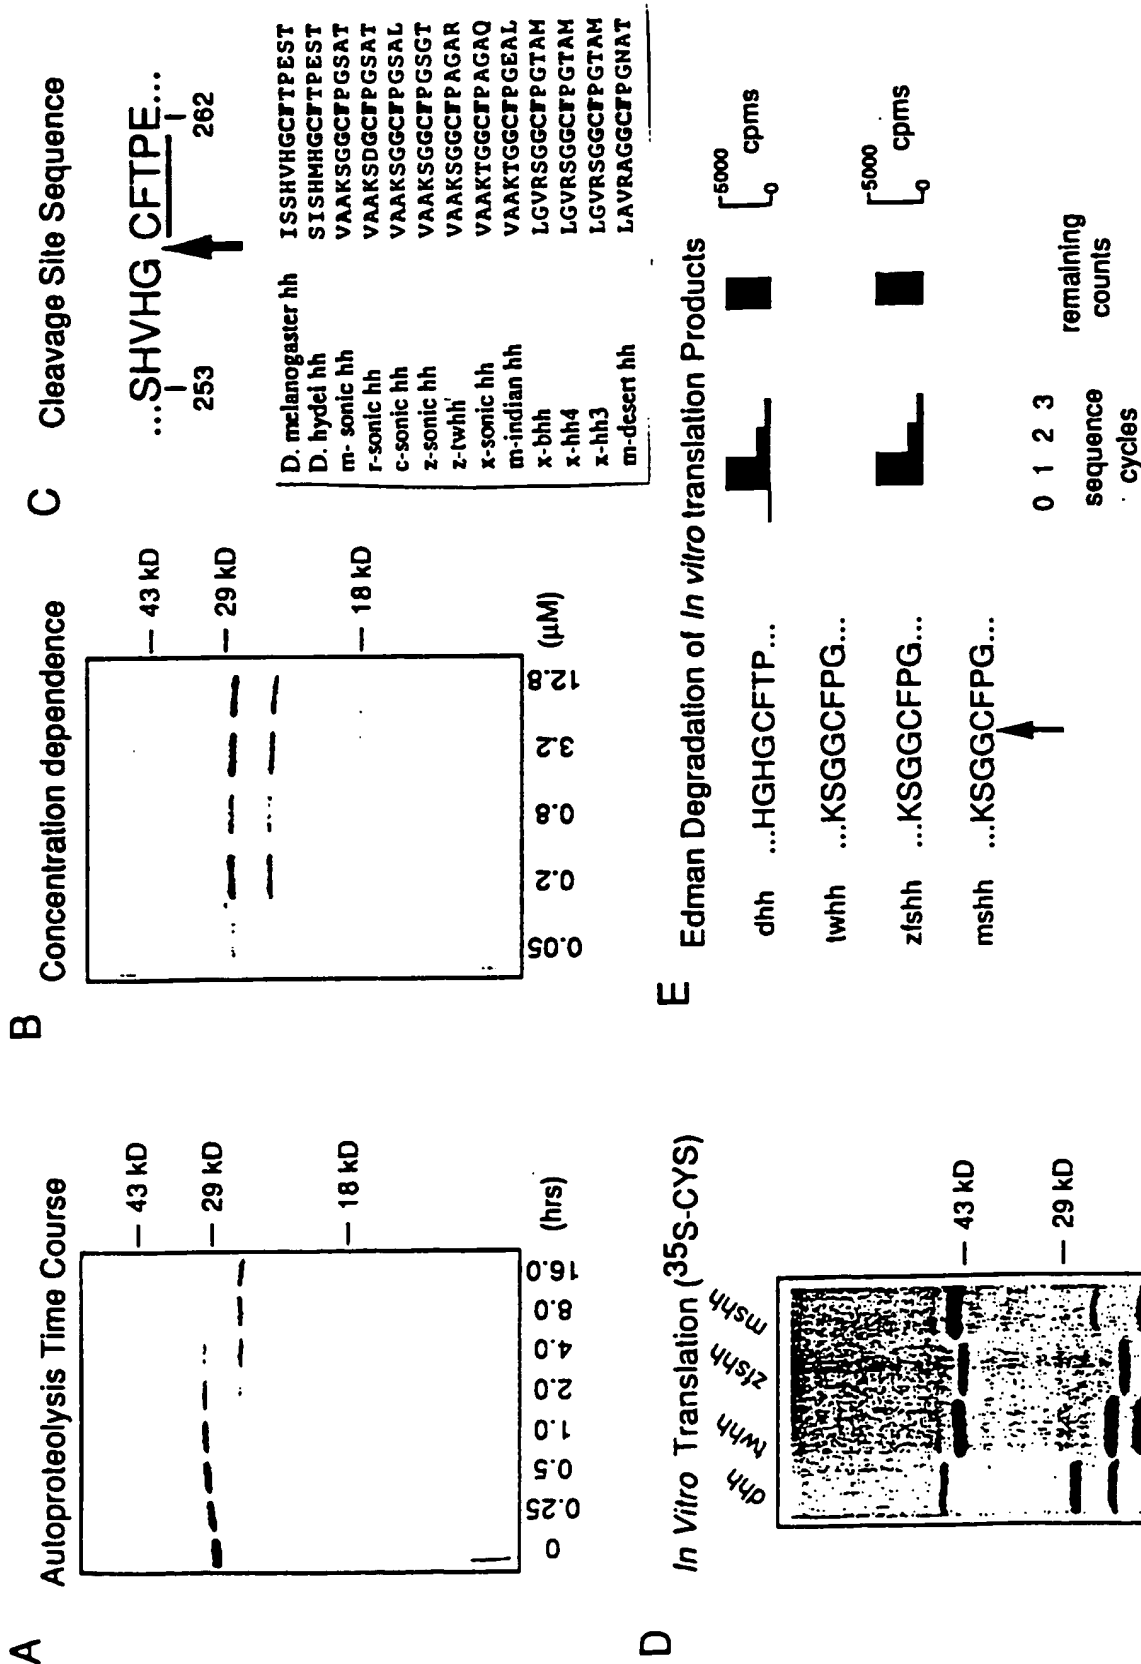 A
Autoproteolysis Time Course
43 kD
29 kD
18 kD
0 0.25 0.5 1.0 2.0 4.0 8.0 16.0 (hrs)
B
Concentration dependence
43 kD
29 kD
18 kD
0.05 0.2 0.8 3.2 12.8 (µM)
C
Cleavage Site Sequence
...SHVHG CFTPE...
253 262
D. melanogaster hh ISSHVHGCFTPEST
D. hydei hh SISHMHGCFTPEST
m- sonic hh VAAKSGGCFPGSAT
r-sonic hh VAAKSDGCFPGSAT
c-sonic hh VAAKSGGCFPGSAL
z-sonic hh VAAKSGGCFPGSGT
z-twhh' VAAKSGGCFPAGAR
x-sonic hh VAAKTGGCFPAGAQ
m-indian hh VAAKTGGCFPGEAL
x-bhh LGVRSGGCFPGTAM
x-hh4 LGVRSGGCFPGTAM
x-hh3 LGVRSGGCFPGTAM
m-desert hh LAVRAGGCFPGNAT
D
In Vitro Translation (35S-CYS)
dhh twhh zfshh mshh
43 kD
29 kD
E
Edman Degradation of In vitro translation Products
dhh ...HGHGCFTP...
twhh ...KSGGCFPG...
zfshh ...KSGGCFPG...
mshh ...KSGGCFPG...
5000
0
cpms
5000
0
cpms
0 1 2 3
sequence
cycles
remaining
counts